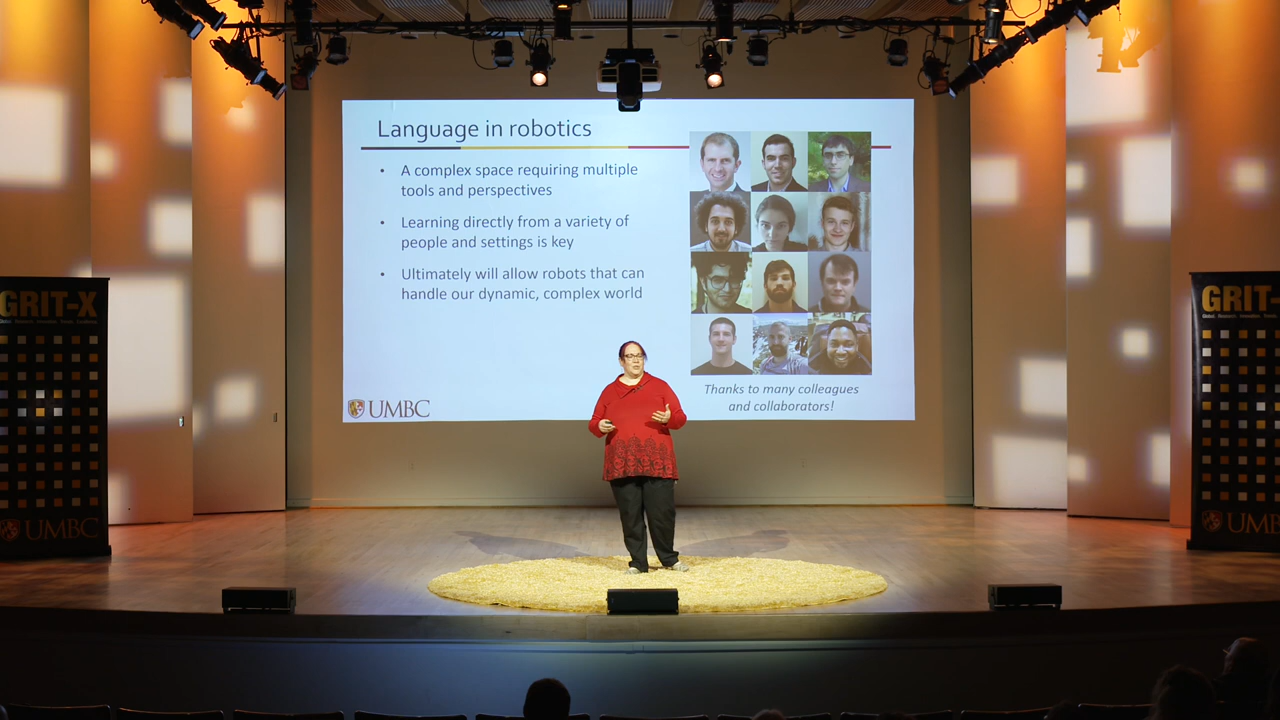 Language in robotics
• A complex space requiring multiple
tools and perspectives
• Learning directly from a variety of
people and settings is key
• Ultimately will allow robots that can
handle our dynamic, complex world
Thanks to many colleagues
and collaborators!
UMBC
GRIT-X
UMBC
GRIT-
UMB